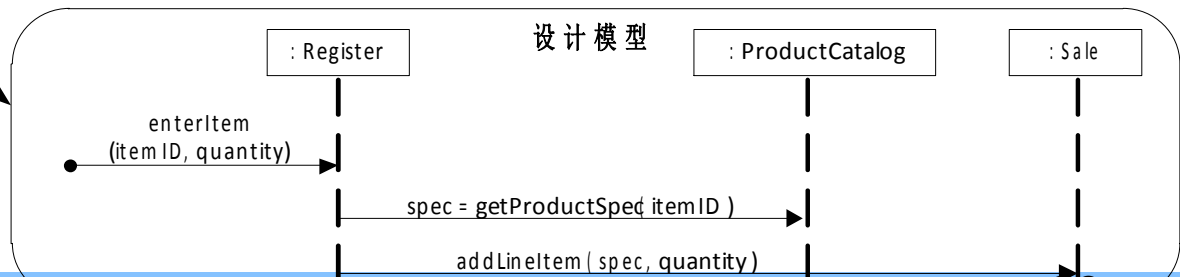 设计模型
: Register
: ProductCatalog
: Sale
enterItem
(itemID, quantity)
spec = getProductSpec( itemID )
addLineItem ( spec, quantity )